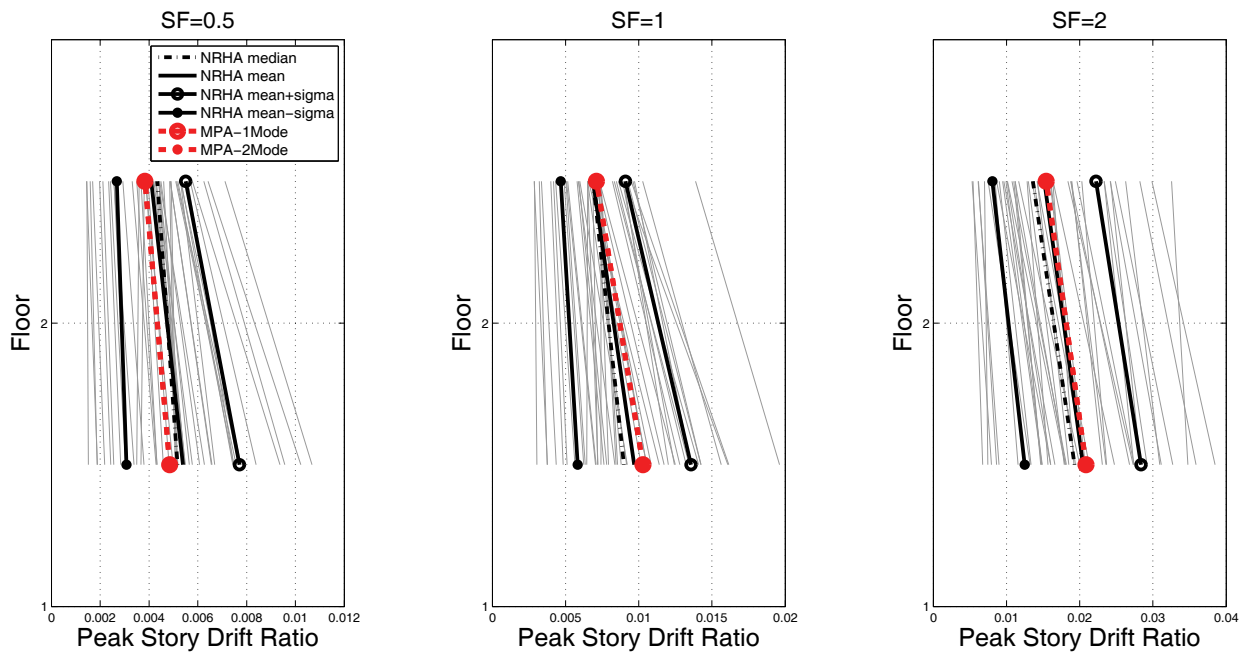 SF=0.5
NRHA median
NRHA mean
NRHA mean+sigma
NRHA mean−sigma
MPA−1Mode
MPA−2Mode
Floor
2
1
0 0.002 0.004 0.006 0.008 0.01 0.012
Peak Story Drift Ratio
SF=1
Floor
2
1
0 0.005 0.01 0.015 0.02
Peak Story Drift Ratio
SF=2
Floor
2
1
0 0.01 0.02 0.03 0.04
Peak Story Drift Ratio